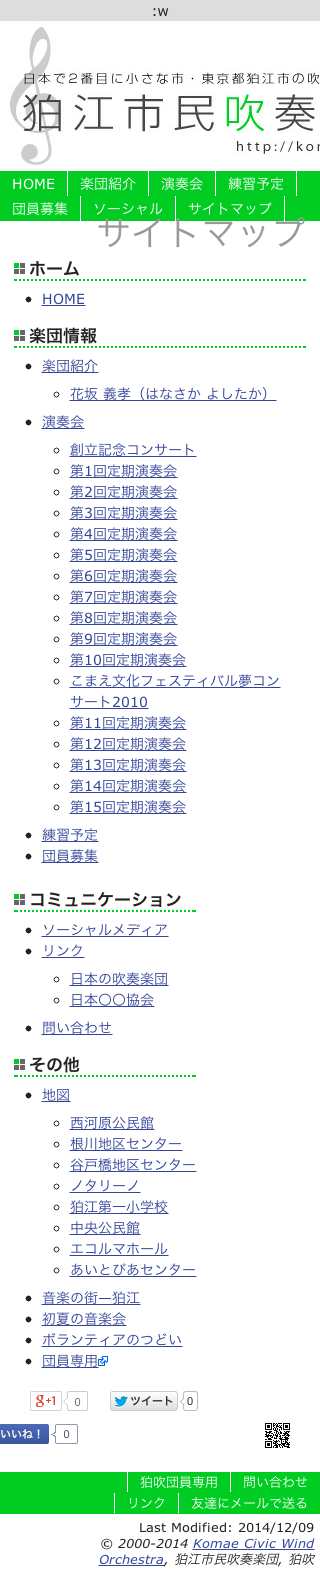 :w
日本で2番目に小さな市・東京都狛江市の吹
狛江市民吹奏
http://kor
HOME 楽団紹介 演奏会 練習予定
団員募集 ソーシャル サイトマップ
サイトマップ
ホーム
HOME
楽団情報
楽団紹介
花坂 義孝（はなさか よしたか）
演奏会
創立記念コンサート
第1回定期演奏会
第2回定期演奏会
第3回定期演奏会
第4回定期演奏会
第5回定期演奏会
第6回定期演奏会
第7回定期演奏会
第8回定期演奏会
第9回定期演奏会
第10回定期演奏会
こまえ文化フェスティバル夢コン
サート2010
第11回定期演奏会
第12回定期演奏会
第13回定期演奏会
第14回定期演奏会
第15回定期演奏会
練習予定
団員募集
コミュニケーション
ソーシャルメディア
リンク
日本の吹奏楽団
日本〇〇協会
問い合わせ
その他
地図
西河原公民館
根川地区センター
谷戸橋地区センター
ノタリーノ
狛江第一小学校
中央公民館
エコルマホール
あいとぴあセンター
音楽の街—狛江
初夏の音楽会
ボランティアのつどい
団員専用
g+1 0 ツイート 0
いいね！ 0
狛吹団員専用 問い合わせ
リンク 友達にメールで送る
Last Modified: 2014/12/09
© 2000-2014 Komae Civic Wind
Orchestra, 狛江市民吹奏楽団, 狛吹